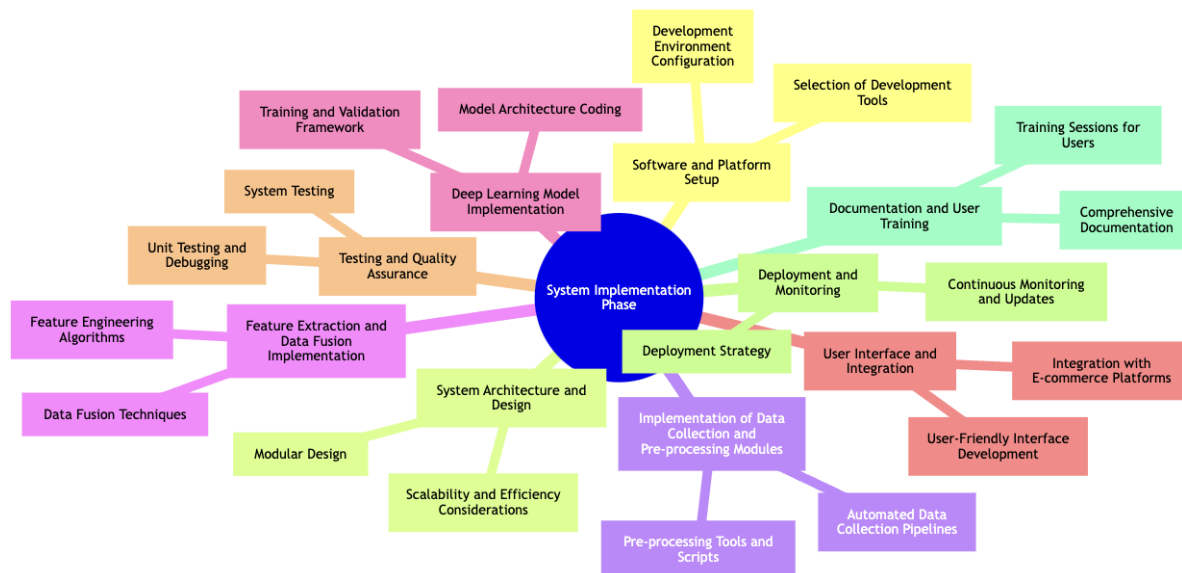 Development
Environment
Configuration
Selection of Development
Tools
Software and Platform
Setup
Training and Validation
Framework
Model Architecture Coding
Deep Learning Model
Implementation
Training Sessions for
Users
Comprehensive
Documentation
Documentation and User
Training
System Testing
Unit Testing and
Debugging
Testing and Quality
Assurance
System Implementation
Phase
Deployment and
Monitoring
Continuous Monitoring
and Updates
Deployment Strategy
Feature Engineering
Algorithms
Feature Extraction and
Data Fusion
Implementation
Data Fusion Techniques
User Interface and
Integration
Integration with
E-commerce Platforms
User-Friendly Interface
Development
System Architecture and
Design
Modular Design
Scalability and Efficiency
Considerations
Implementation of Data
Collection and
Pre-processing Modules
Automated Data
Collection Pipelines
Pre-processing Tools and
Scripts